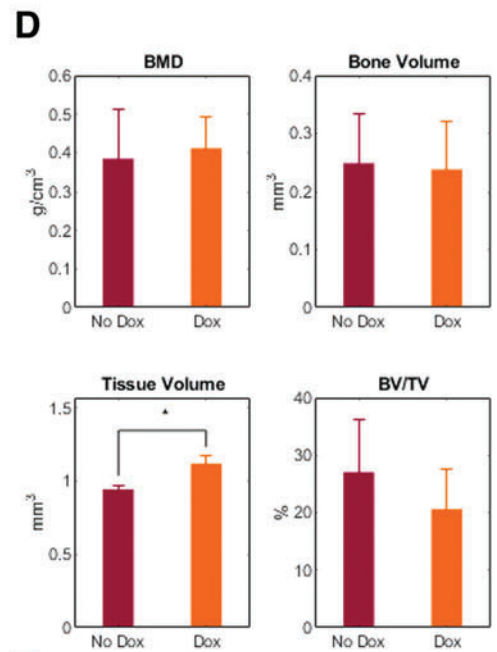 D
BMD
0.6
0.5
0.4
0.3
0.2
0.1
0
g/cm³
No Dox Dox
Bone Volume
0.4
0.3
0.2
0.1
0
mm³
No Dox Dox
Tissue Volume
1.5
1
0.5
0
mm³
*
No Dox Dox
BV/TV
40
30
20
10
0
%
No Dox Dox